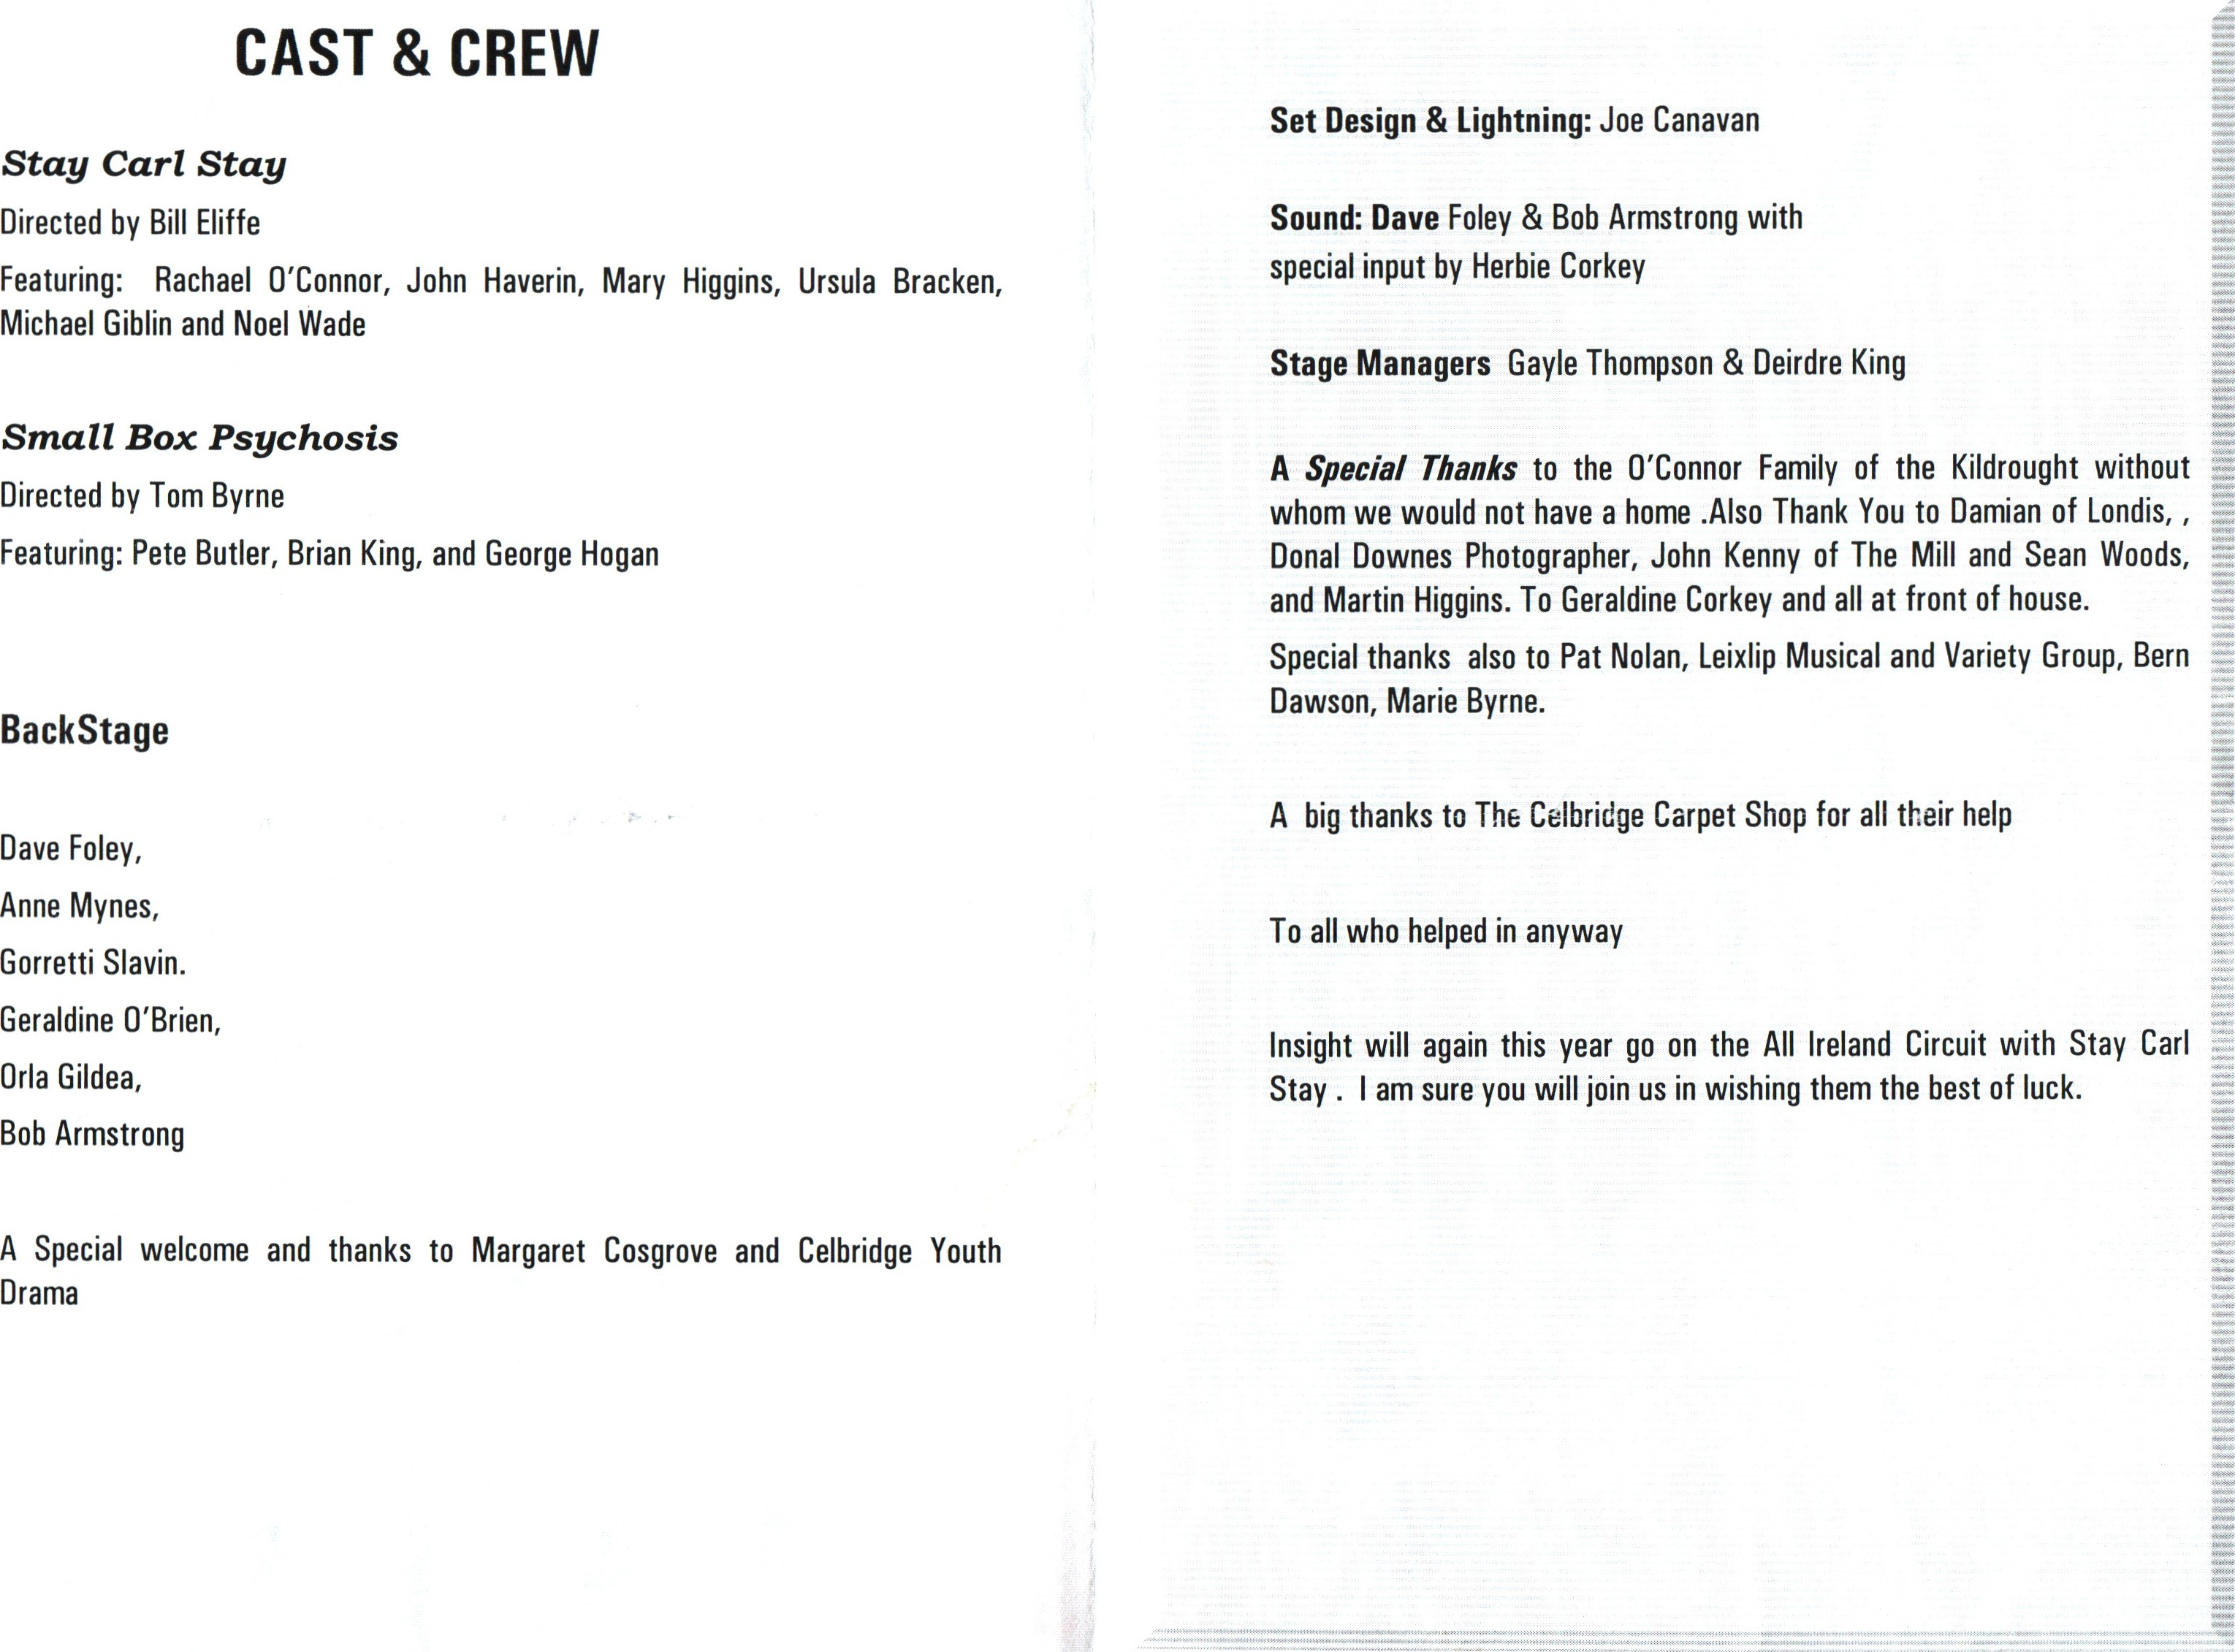 CAST & CREW
Stay Carl Stay
Directed by Bill Eliffe
Featuring: Rachael O'Connor, John Haverin, Mary Higgins, Ursula Bracken,
Michael Giblin and Noel Wade
Small Box Psychosis
Directed by Tom Byrne
Featuring: Pete Butler, Brian King, and George Hogan
BackStage
Dave Foley,
Anne Mynes,
Gorretti Slavin.
Geraldine O'Brien,
Orla Gildea,
Bob Armstrong
A Special welcome and thanks to Margaret Cosgrove and Celbridge Youth
Drama
Set Design & Lightning: Joe Canavan
Sound: Dave Foley & Bob Armstrong with
special input by Herbie Corkey
Stage Managers Gayle Thompson & Deirdre King
A Special Thanks to the O'Connor Family of the Kildrought without
whom we would not have a home .Also Thank You to Damian of Londis, ,
Donal Downes Photographer, John Kenny of The Mill and Sean Woods,
and Martin Higgins. To Geraldine Corkey and all at front of house.
Special thanks also to Pat Nolan, Leixlip Musical and Variety Group, Bern
Dawson, Marie Byrne.
A big thanks to The Celbridge Carpet Shop for all their help
To all who helped in anyway
Insight will again this year go on the All Ireland Circuit with Stay Carl
Stay . I am sure you will join us in wishing them the best of luck.